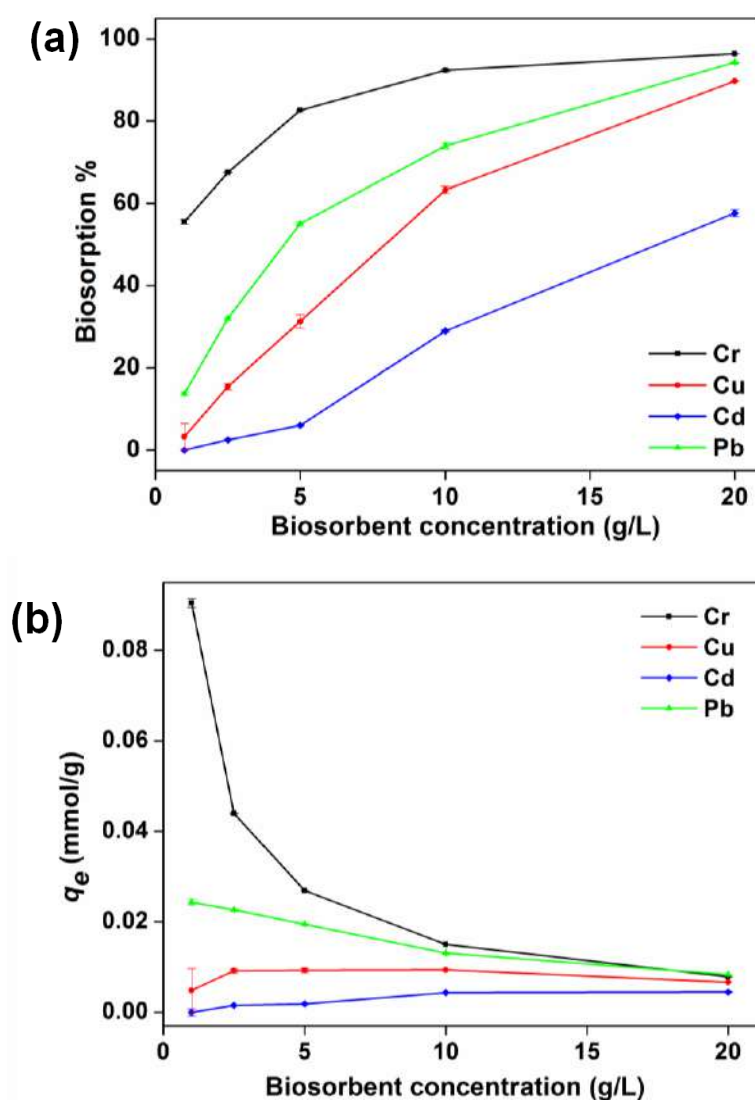 (a)
100
80
60
40
20
0
Biosorption %
Cr
Cu
Cd
Pb
0 5 10 15 20
Biosorbent concentration (g/L)
(b)
0.08
0.06
0.04
0.02
0.00
qe (mmol/g)
Cr
Cu
Cd
Pb
0 5 10 15 20
Biosorbent concentration (g/L)